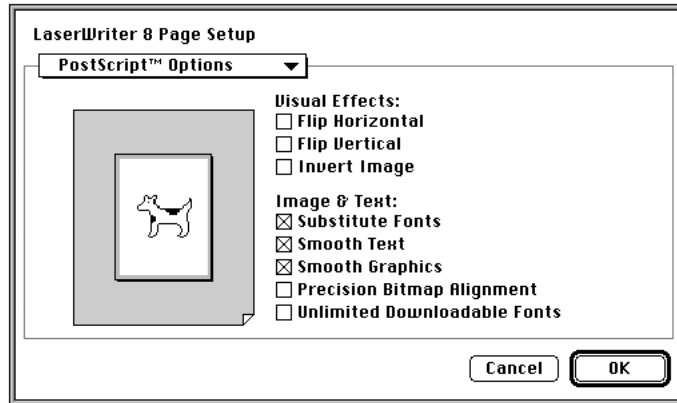 LaserWriter 8 Page Setup
PostScript™ Options
Visual Effects:
Flip Horizontal
Flip Vertical
Invert Image
Image & Text:
Substitute Fonts
Smooth Text
Smooth Graphics
Precision Bitmap Alignment
Unlimited Downloadable Fonts
Cancel
OK